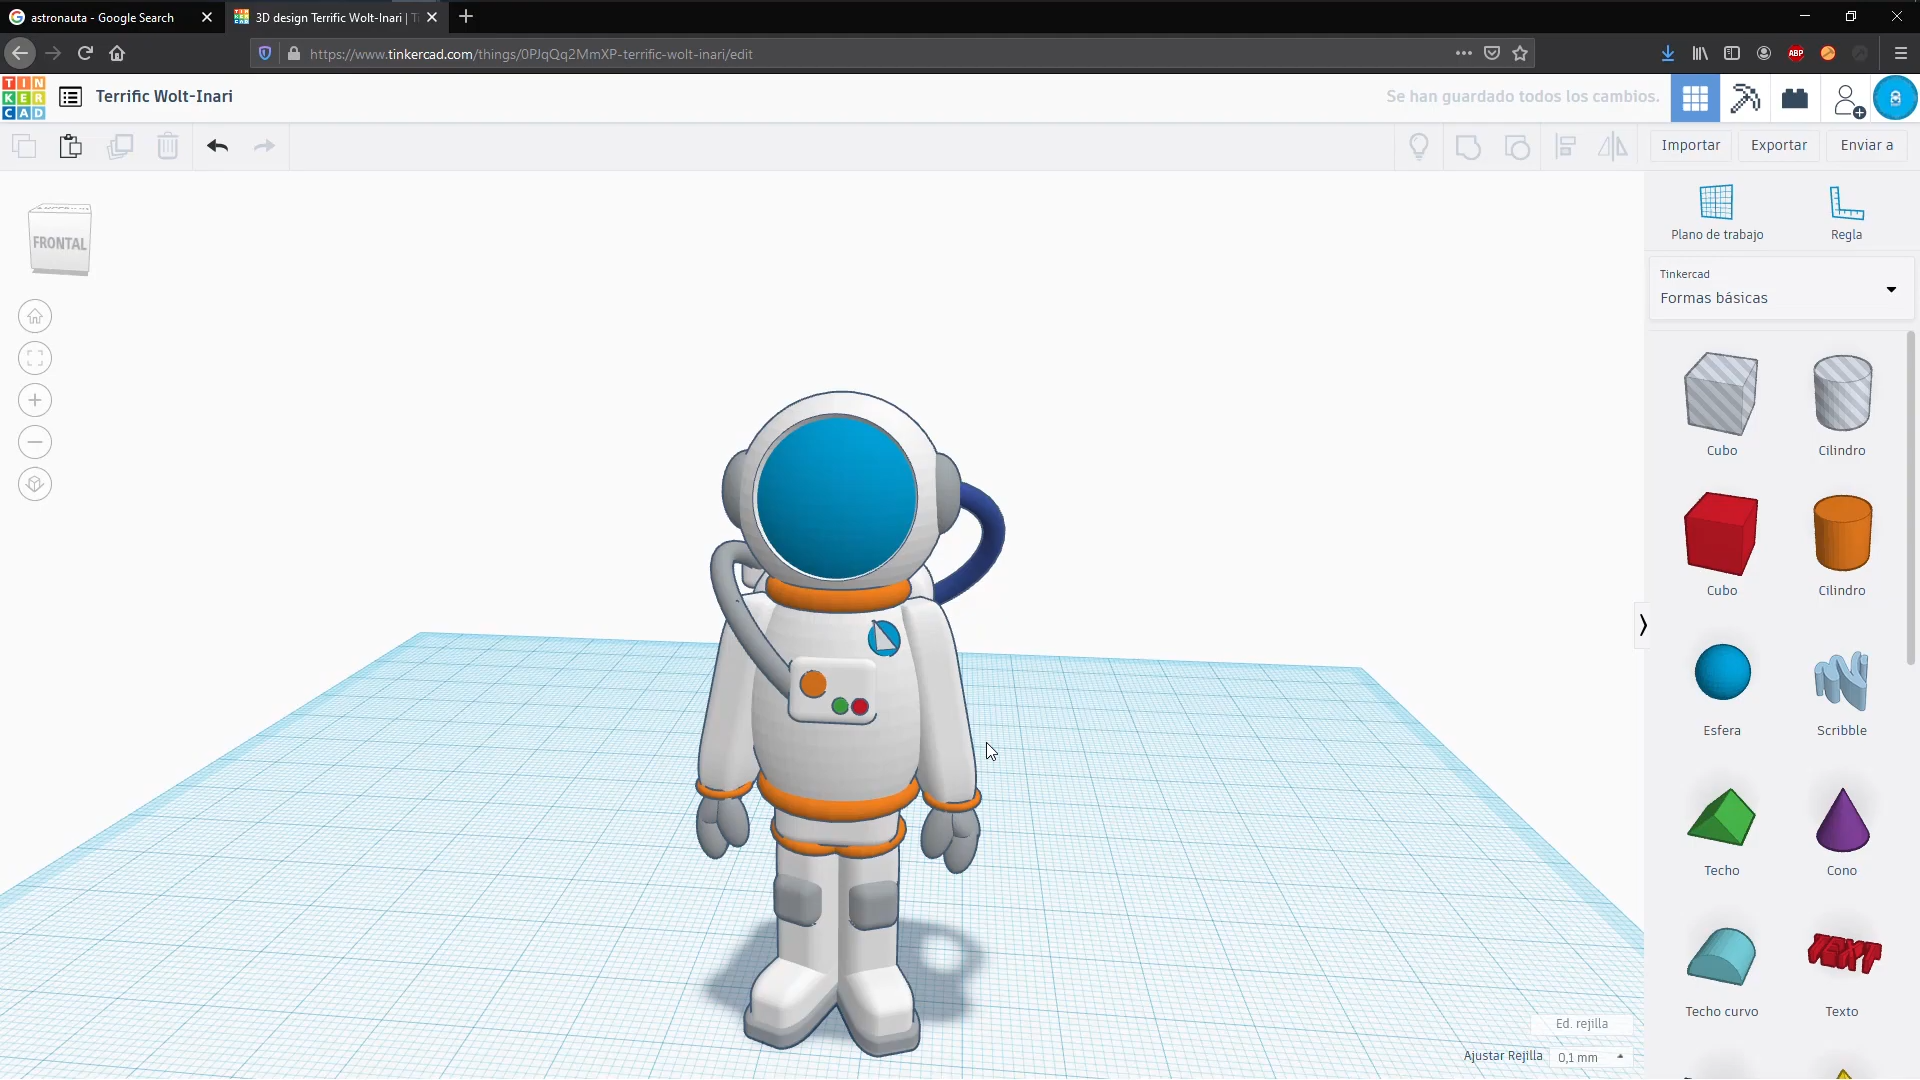 astronauta - Google Search
3D design Terrific Wolt-Inari | Ti
https://www.tinkercad.com/things/0PJqQq2MmXP-terrific-wolt-inari/edit
ABP
TIN
KER
CAD
Terrific Wolt-Inari
Se han guardado todos los cambios.
Importar
Exportar
Enviar a
FRONTAL
Plano de trabajo
Regla
Tinkercad
Formas básicas
Cubo
Cilindro
Cubo
Cilindro
Esfera
Scribble
Techo
Cono
TEXT
Techo curvo
Texto
Ed. rejilla
Ajustar Rejilla
0,1 mm